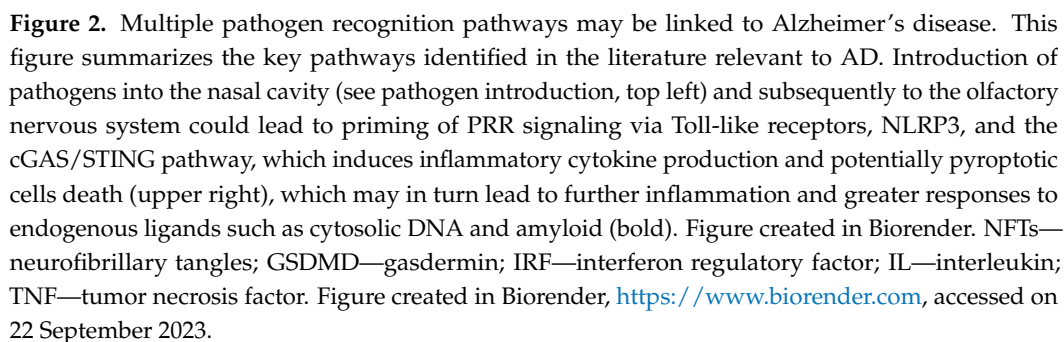 Figure 2. Multiple pathogen recognition pathways may be linked to Alzheimer’s disease. This
figure summarizes the key pathways identified in the literature relevant to AD. Introduction of
pathogens into the nasal cavity (see pathogen introduction, top left) and subsequently to the olfactory
nervous system could lead to priming of PRR signaling via Toll-like receptors, NLRP3, and the
cGAS/STING pathway, which induces inflammatory cytokine production and potentially pyroptotic
cells death (upper right), which may in turn lead to further inflammation and greater responses to
endogenous ligands such as cytosolic DNA and amyloid (bold). Figure created in Biorender. NFTs—
neurofibrillary tangles; GSDMD—gasdermin; IRF—interferon regulatory factor; IL—interleukin;
TNF—tumor necrosis factor. Figure created in Biorender, https://www.biorender.com, accessed on
22 September 2023.